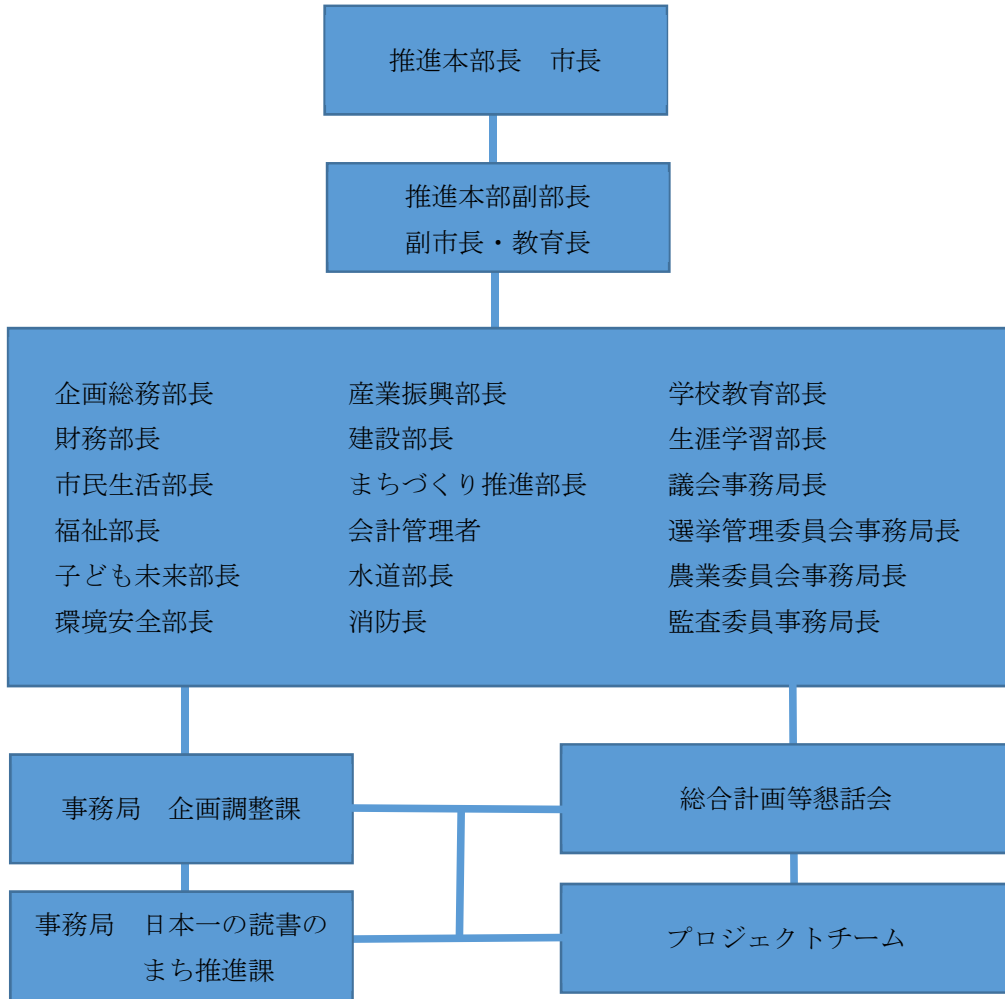 推進本部長　市長
推進本部副部長
副市長・教育長
企画総務部長
財務部長
市民生活部長
福祉部長
子ども未来部長
環境安全部長
産業振興部長
建設部長
まちづくり推進部長
会計管理者
水道部長
消防長
学校教育部長
生涯学習部長
議会事務局長
選挙管理委員会事務局長
農業委員会事務局長
監査委員事務局長
事務局　企画調整課
総合計画等懇話会
事務局　日本一の読書の
まち推進課
プロジェクトチーム